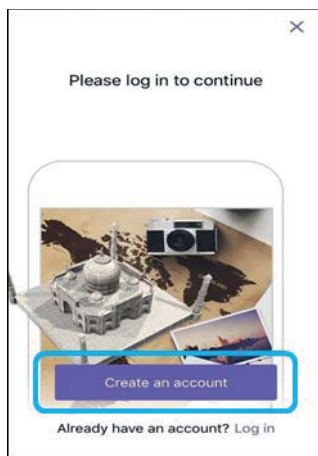 Please log in to continue
Create an account
Already have an account? Log in